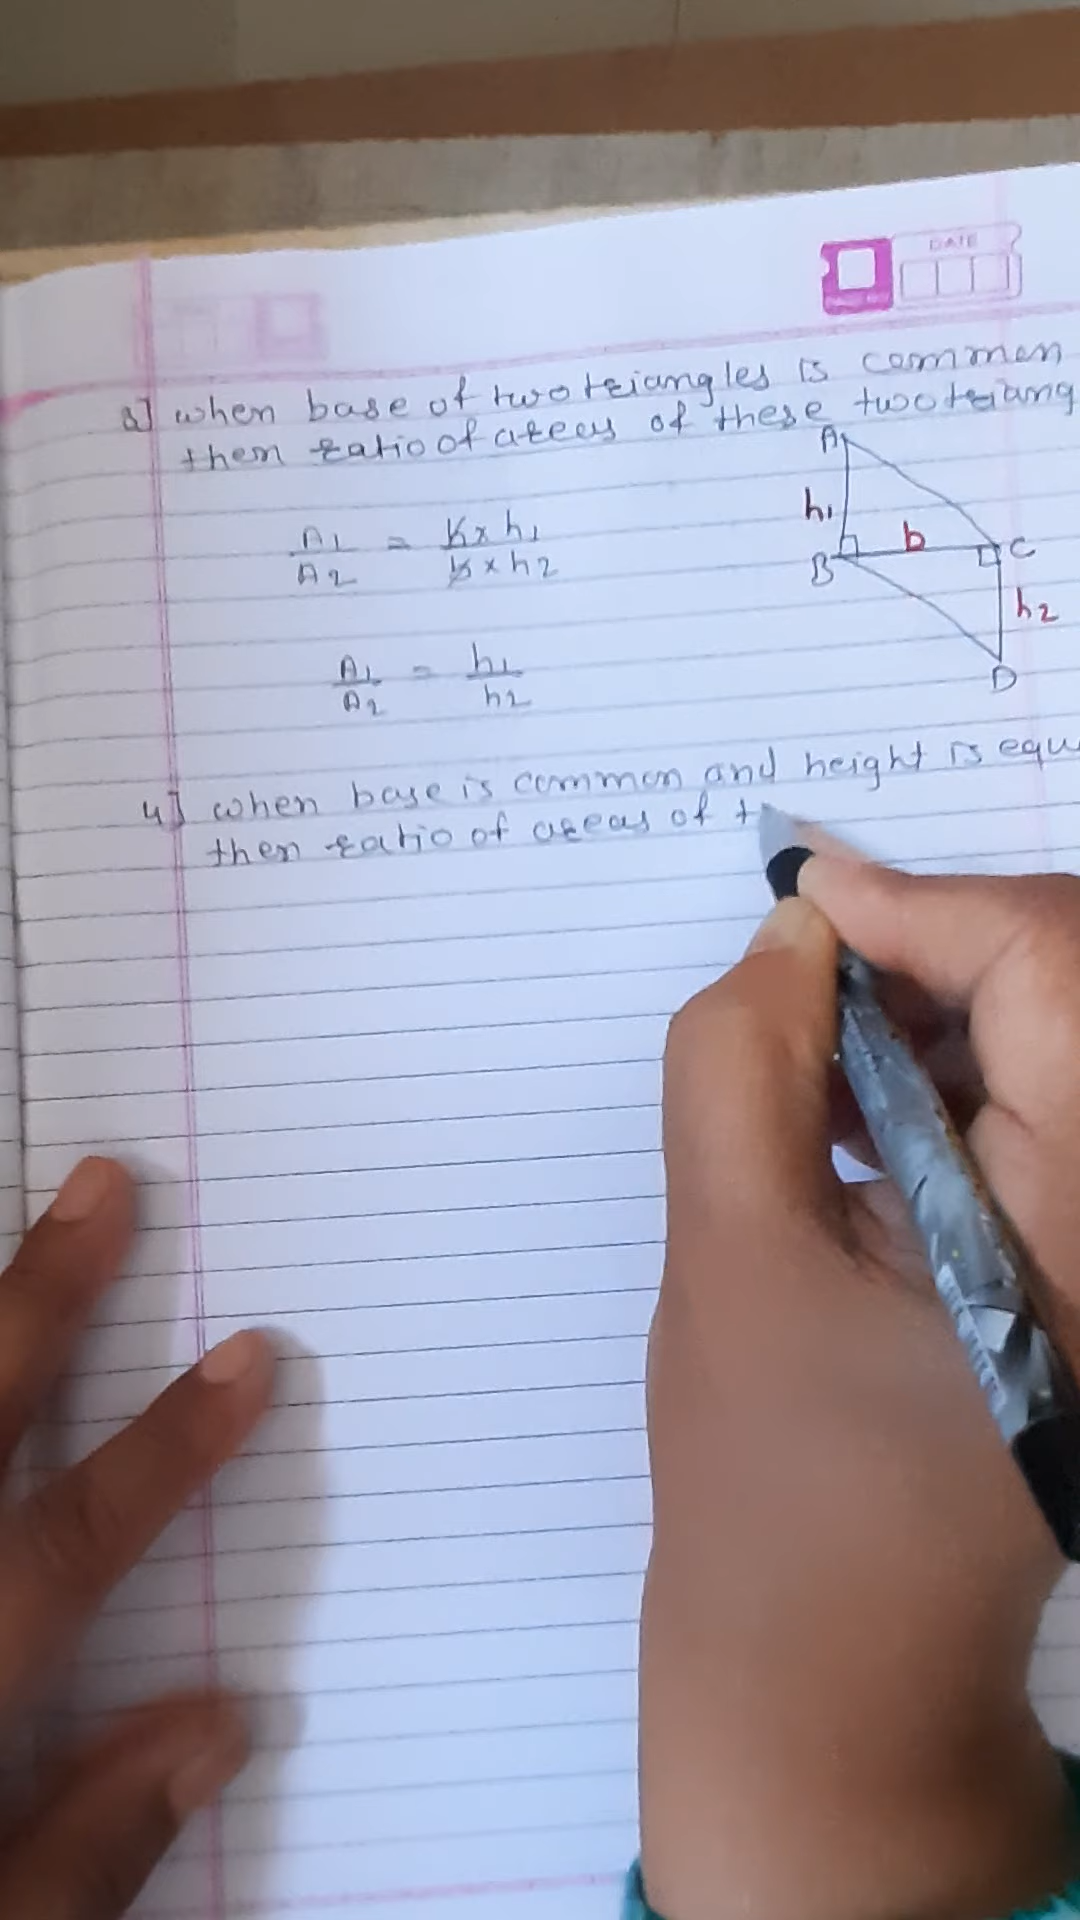 DATE
3] when base of two triangles is common
then ratio of areas of these two triang
A1/A2 = b x h1/b x h2
A
h1
b
B
C
h2
D
A1/A2 = h1/h2
4] when base is common and height is equ
then ratio of areas of t